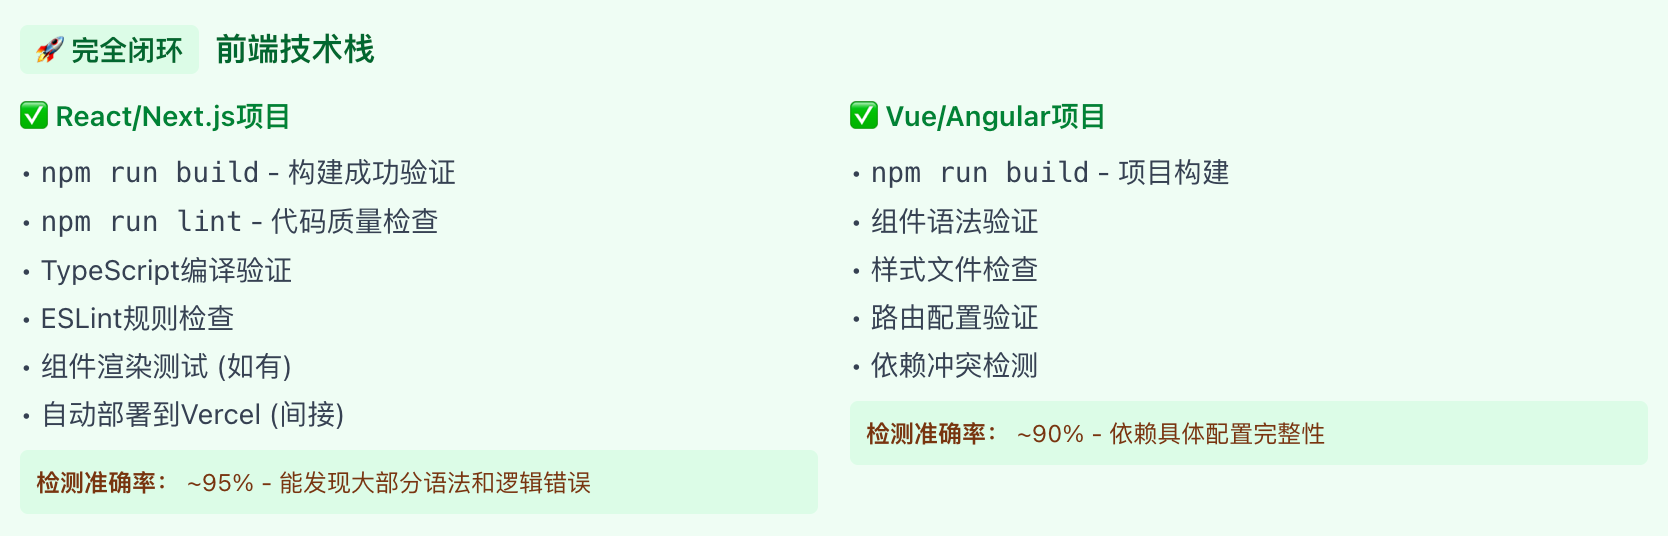 🚀 完全闭环 前端技术栈
✅ React/Next.js项目
• npm run build - 构建成功验证
• npm run lint - 代码质量检查
• TypeScript编译验证
• ESLint规则检查
• 组件渲染测试 (如有)
• 自动部署到Vercel (间接)
检测准确率： ~95% - 能发现大部分语法和逻辑错误
✅ Vue/Angular项目
• npm run build - 项目构建
• 组件语法验证
• 样式文件检查
• 路由配置验证
• 依赖冲突检测
检测准确率： ~90% - 依赖具体配置完整性